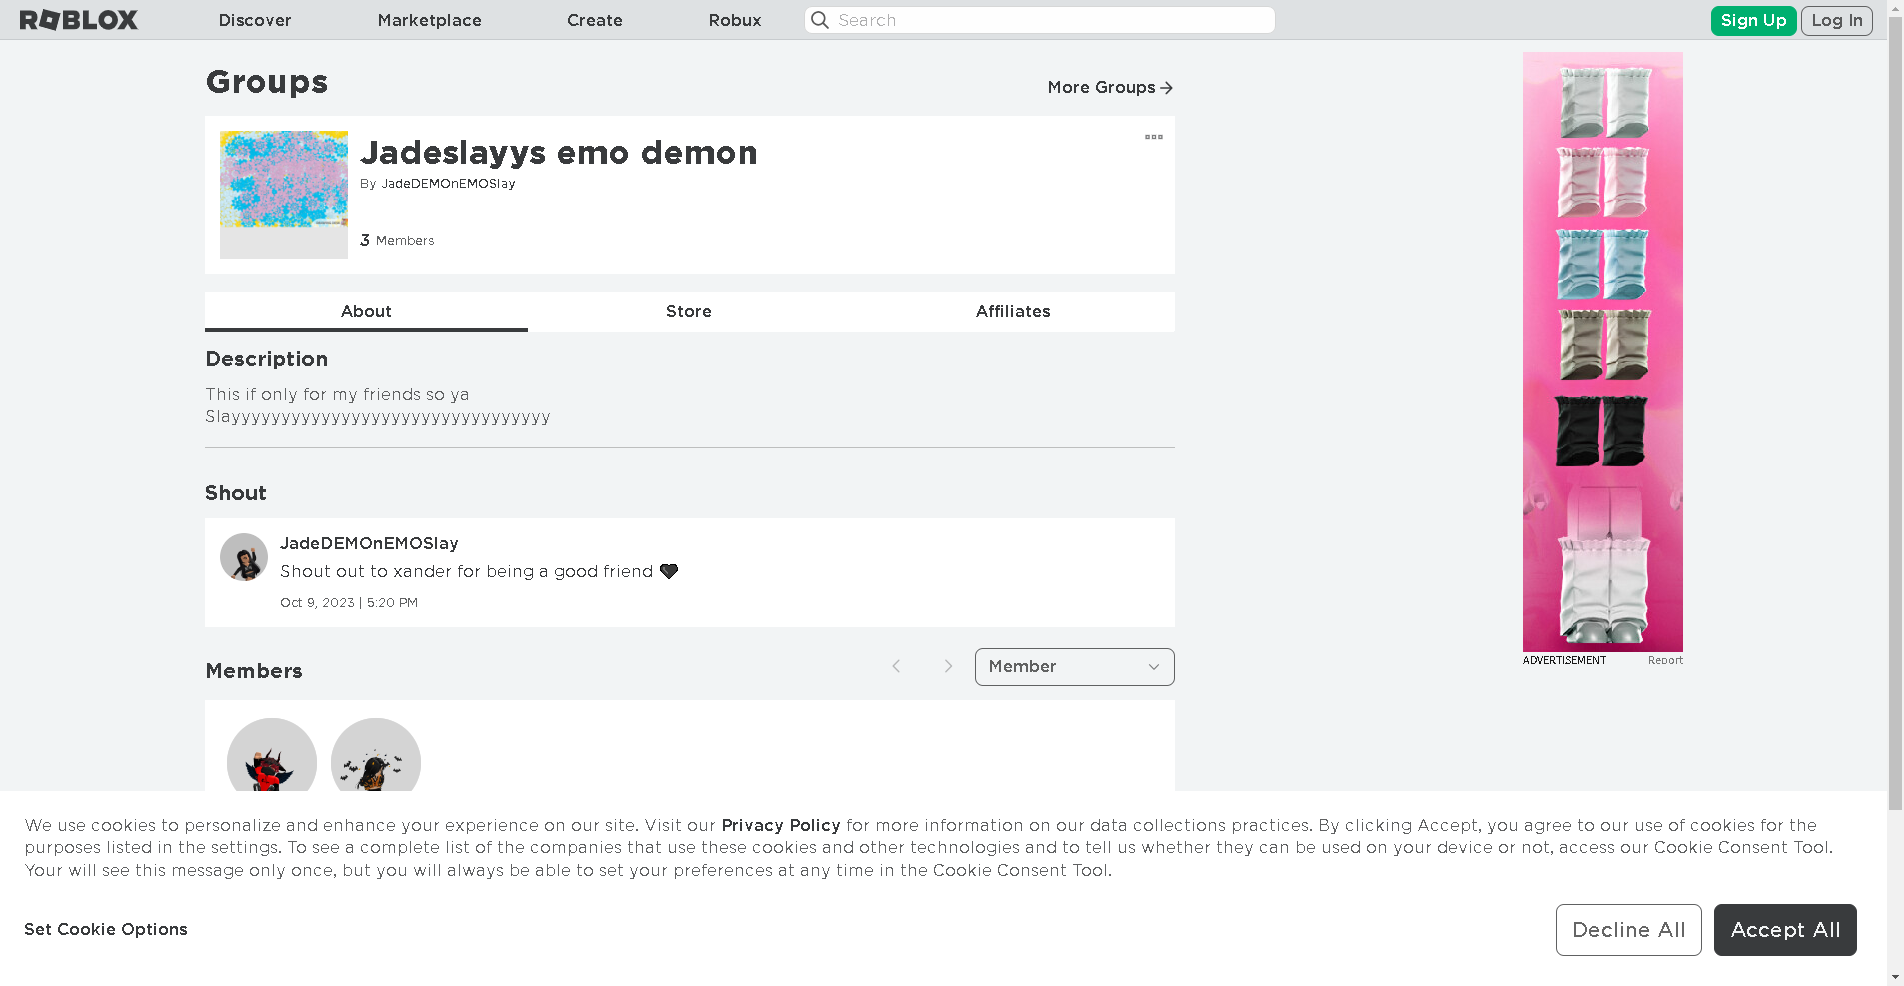 ROBLOX
Discover
Marketplace
Create
Robux
Search
Sign Up
Log In
Groups
More Groups
Jadeslayys emo demon
By JadeDEMOnEMOSlay
3 Members
About
Store
Affiliates
Description
This if only for my friends so ya
Slayyyyyyyyyyyyyyyyyyyyyyyyyyyyyyyy
Shout
JadeDEMOnEMOSlay
Shout out to xander for being a good friend 🖤
Oct 9, 2023 | 5:20 PM
Members
Member
ADVERTISEMENT
Report
We use cookies to personalize and enhance your experience on our site. Visit our Privacy Policy for more information on our data collections practices. By clicking Accept, you agree to our use of cookies for the
purposes listed in the settings. To see a complete list of the companies that use these cookies and other technologies and to tell us whether they can be used on your device or not, access our Cookie Consent Tool.
Your will see this message only once, but you will always be able to set your preferences at any time in the Cookie Consent Tool.
Set Cookie Options
Decline All
Accept All